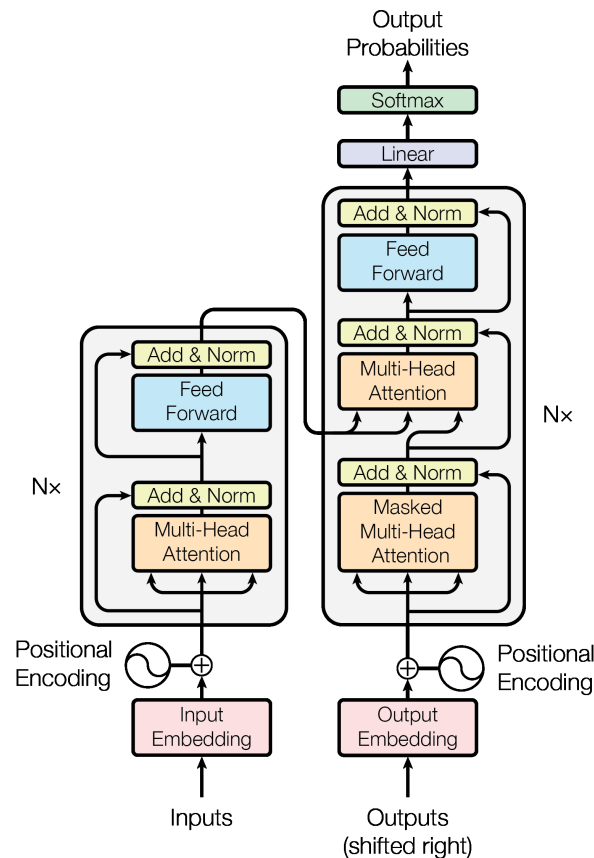 Output
Probabilities
Softmax
Linear
Add & Norm
Feed
Forward
Add & Norm
Multi-Head
Attention
Add & Norm
Masked
Multi-Head
Attention
N×
Add & Norm
Feed
Forward
Add & Norm
Multi-Head
Attention
N×
Positional
Encoding
Positional
Encoding
Input
Embedding
Output
Embedding
Inputs
Outputs
(shifted right)